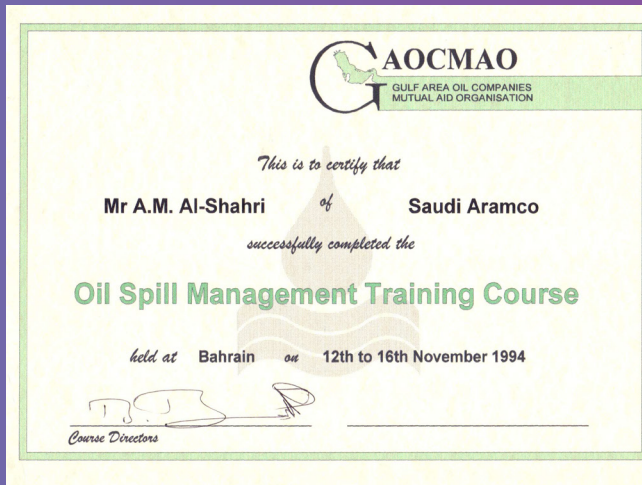 GAOCMAO
GULF AREA OIL COMPANIES
MUTUAL AID ORGANISATION
This is to certify that
Mr A.M. Al-Shahri of Saudi Aramco
successfully completed the
Oil Spill Management Training Course
held at Bahrain on 12th to 16th November 1994
Course Directors